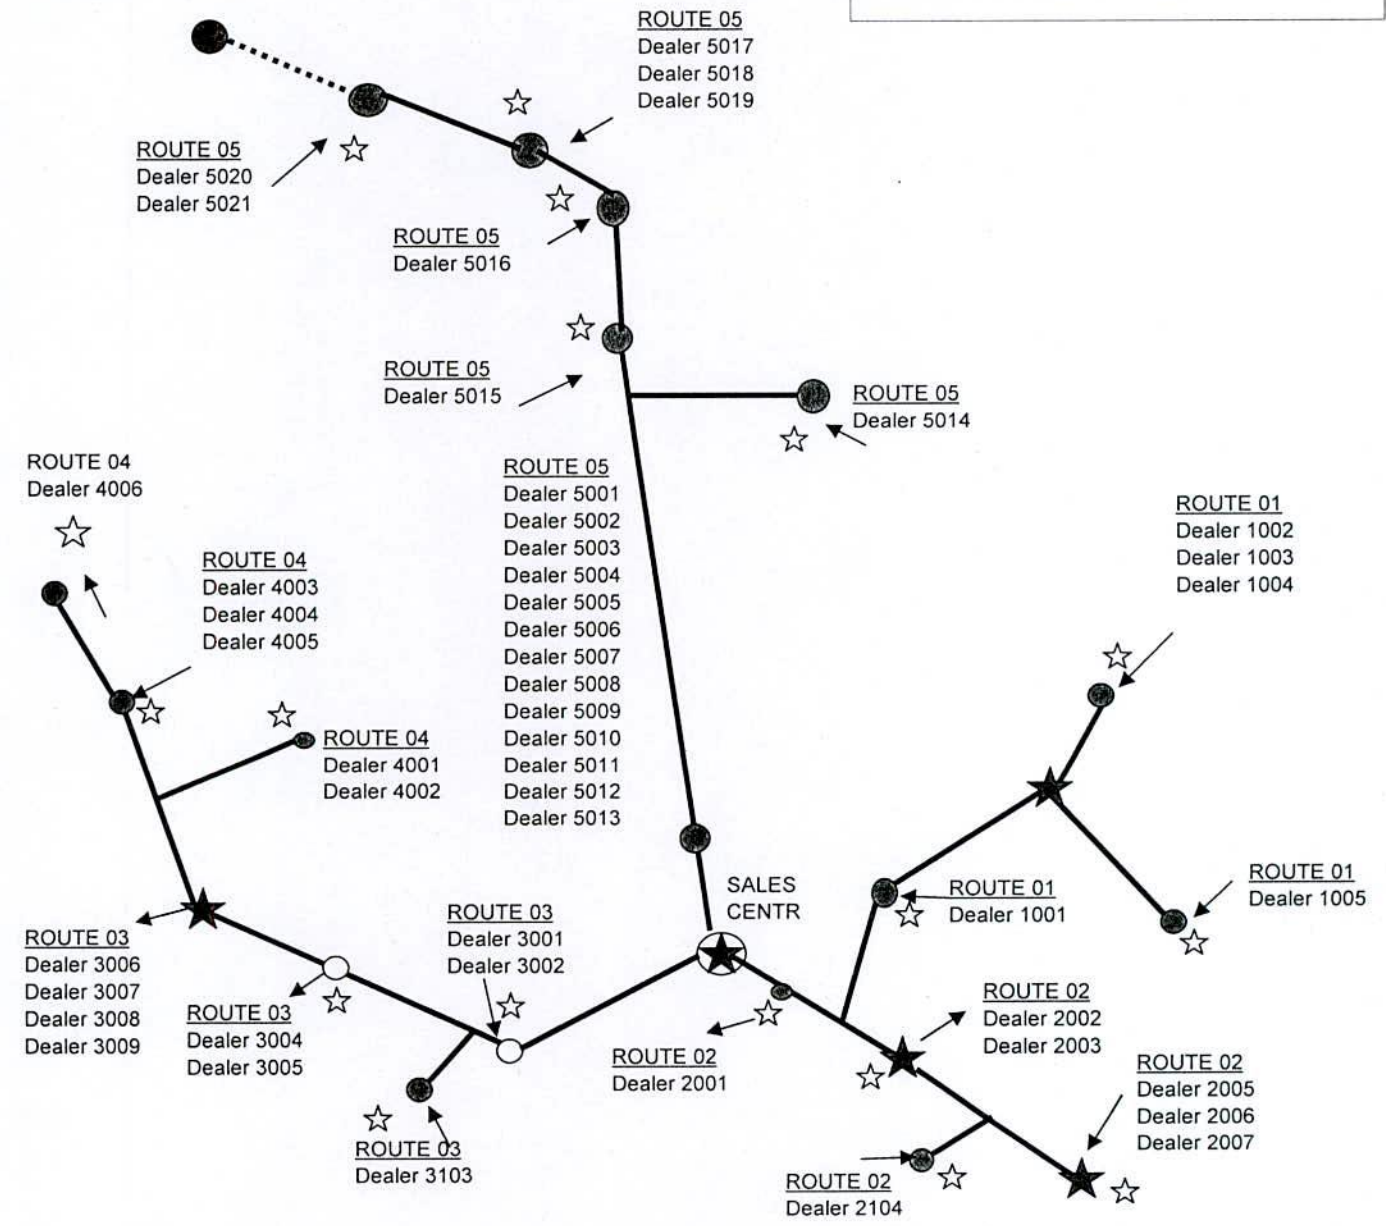 ROUTE 05
Dealer 5017
Dealer 5018
Dealer 5019
ROUTE 05
Dealer 5020
Dealer 5021
ROUTE 05
Dealer 5016
ROUTE 05
Dealer 5015
ROUTE 05
Dealer 5014
ROUTE 04
Dealer 4006
ROUTE 05
Dealer 5001
Dealer 5002
Dealer 5003
Dealer 5004
Dealer 5005
Dealer 5006
Dealer 5007
Dealer 5008
Dealer 5009
Dealer 5010
Dealer 5011
Dealer 5012
Dealer 5013
ROUTE 01
Dealer 1002
Dealer 1003
Dealer 1004
ROUTE 04
Dealer 4003
Dealer 4004
Dealer 4005
ROUTE 04
Dealer 4001
Dealer 4002
SALES
CENTR
ROUTE 01
Dealer 1001
ROUTE 01
Dealer 1005
ROUTE 03
Dealer 3001
Dealer 3002
ROUTE 03
Dealer 3006
Dealer 3007
Dealer 3008
Dealer 3009
ROUTE 03
Dealer 3004
Dealer 3005
ROUTE 02
Dealer 2001
ROUTE 02
Dealer 2002
Dealer 2003
ROUTE 02
Dealer 2005
Dealer 2006
Dealer 2007
ROUTE 03
Dealer 3103
ROUTE 02
Dealer 2104